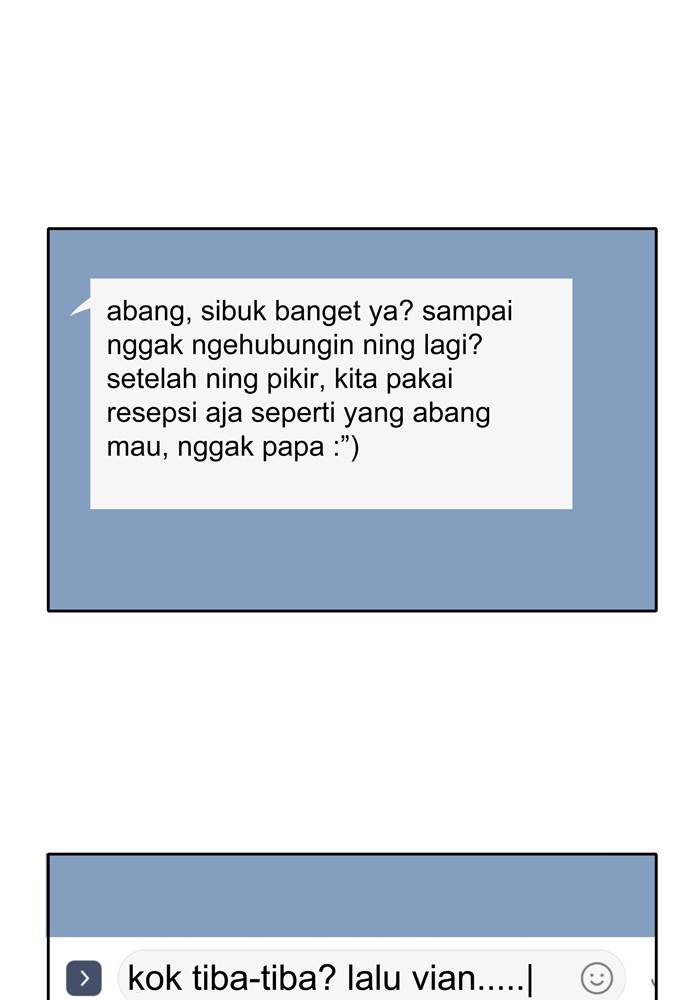 abang, sibuk banget ya? sampai
nggak ngehubungin ning lagi?
setelah ning pikir, kita pakai
resepsi aja seperti yang abang
mau, nggak papa :”)
kok tiba-tiba? lalu vian.....|